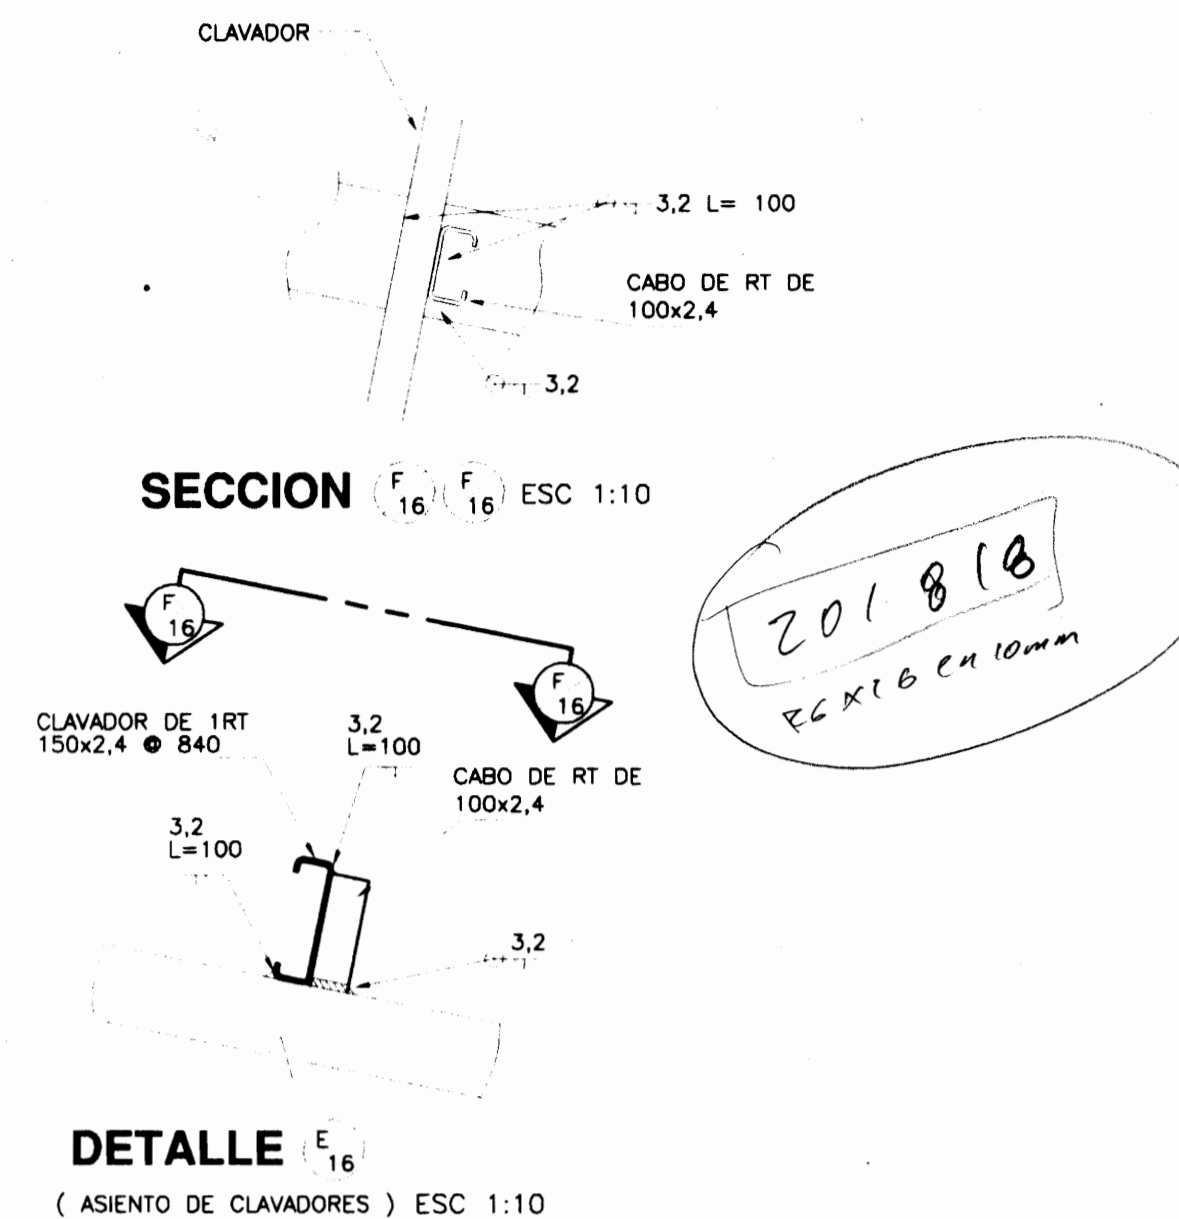 CLAVADOR
3,2 L= 100
CABO DE RT DE
100x2,4
3,2
SECCION F 16 F 16 ESC 1:10
F
16
F
16
201 818
en 10mm
CLAVADOR DE 1RT
150x2,4 @ 840
3,2
L=100
CABO DE RT DE
100x2,4
3,2
L=100
3,2
DETALLE E 16
( ASIENTO DE CLAVADORES ) ESC 1:10